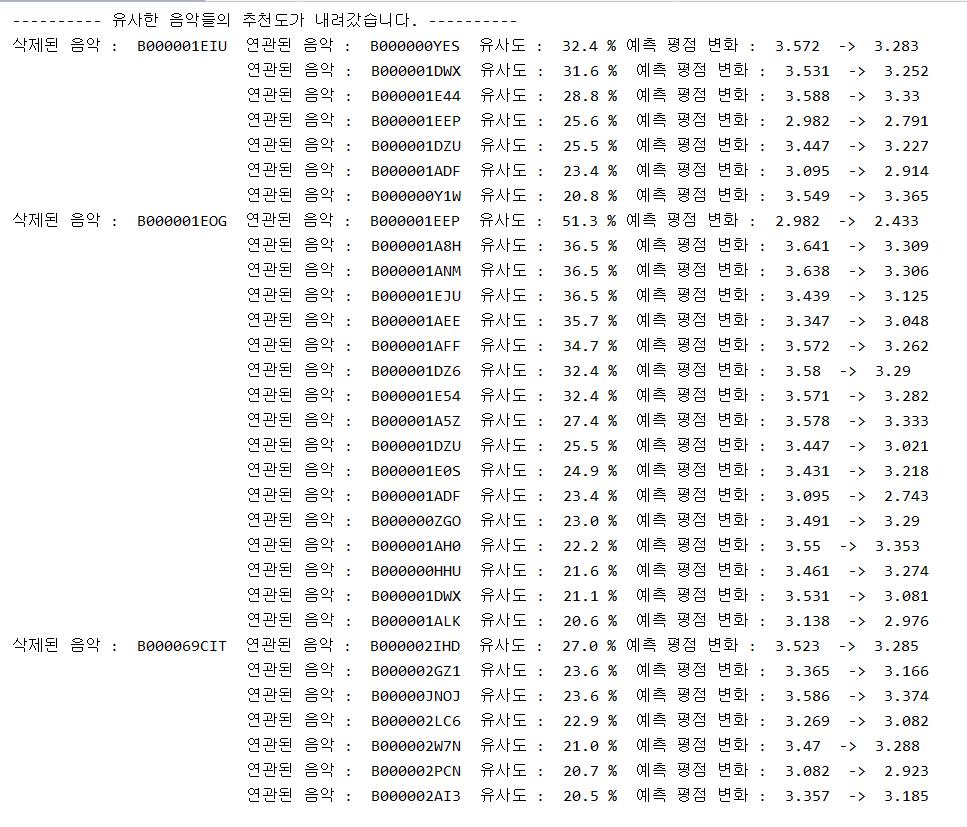 ---------- 유사한 음악들의 추천도가 내려갔습니다. ----------
삭제된 음악 : B000001EIU 연관된 음악 : B000000YES 유사도 : 32.4 % 예측 평점 변화 : 3.572 -> 3.283
연관된 음악 : B000001DWX 유사도 : 31.6 % 예측 평점 변화 : 3.531 -> 3.252
연관된 음악 : B000001E44 유사도 : 28.8 % 예측 평점 변화 : 3.588 -> 3.33
연관된 음악 : B000001EEP 유사도 : 25.6 % 예측 평점 변화 : 2.982 -> 2.791
연관된 음악 : B000001DZU 유사도 : 25.5 % 예측 평점 변화 : 3.447 -> 3.227
연관된 음악 : B000001ADF 유사도 : 23.4 % 예측 평점 변화 : 3.095 -> 2.914
연관된 음악 : B000000Y1W 유사도 : 20.8 % 예측 평점 변화 : 3.549 -> 3.365
삭제된 음악 : B000001EOG 연관된 음악 : B000001EEP 유사도 : 51.3 % 예측 평점 변화 : 2.982 -> 2.433
연관된 음악 : B000001A8H 유사도 : 36.5 % 예측 평점 변화 : 3.641 -> 3.309
연관된 음악 : B000001ANM 유사도 : 36.5 % 예측 평점 변화 : 3.638 -> 3.306
연관된 음악 : B000001EJU 유사도 : 36.5 % 예측 평점 변화 : 3.439 -> 3.125
연관된 음악 : B000001AEE 유사도 : 35.7 % 예측 평점 변화 : 3.347 -> 3.048
연관된 음악 : B000001AFF 유사도 : 34.7 % 예측 평점 변화 : 3.572 -> 3.262
연관된 음악 : B000001DZ6 유사도 : 32.4 % 예측 평점 변화 : 3.58 -> 3.29
연관된 음악 : B000001E54 유사도 : 32.4 % 예측 평점 변화 : 3.571 -> 3.282
연관된 음악 : B000001A5Z 유사도 : 27.4 % 예측 평점 변화 : 3.578 -> 3.333
연관된 음악 : B000001DZU 유사도 : 25.5 % 예측 평점 변화 : 3.447 -> 3.021
연관된 음악 : B000001E0S 유사도 : 24.9 % 예측 평점 변화 : 3.431 -> 3.218
연관된 음악 : B000001ADF 유사도 : 23.4 % 예측 평점 변화 : 3.095 -> 2.743
연관된 음악 : B000000ZGO 유사도 : 23.0 % 예측 평점 변화 : 3.491 -> 3.29
연관된 음악 : B000001AH0 유사도 : 22.2 % 예측 평점 변화 : 3.55 -> 3.353
연관된 음악 : B000000HHU 유사도 : 21.6 % 예측 평점 변화 : 3.461 -> 3.274
연관된 음악 : B000001DWX 유사도 : 21.1 % 예측 평점 변화 : 3.531 -> 3.081
연관된 음악 : B000001ALK 유사도 : 20.6 % 예측 평점 변화 : 3.138 -> 2.976
삭제된 음악 : B000069CIT 연관된 음악 : B000002IHD 유사도 : 27.0 % 예측 평점 변화 : 3.523 -> 3.285
연관된 음악 : B000002GZ1 유사도 : 23.6 % 예측 평점 변화 : 3.365 -> 3.166
연관된 음악 : B00000JNOJ 유사도 : 23.6 % 예측 평점 변화 : 3.586 -> 3.374
연관된 음악 : B000002LC6 유사도 : 22.9 % 예측 평점 변화 : 3.269 -> 3.082
연관된 음악 : B000002W7N 유사도 : 21.0 % 예측 평점 변화 : 3.47 -> 3.288
연관된 음악 : B000002PCN 유사도 : 20.7 % 예측 평점 변화 : 3.082 -> 2.923
연관된 음악 : B000002AI3 유사도 : 20.5 % 예측 평점 변화 : 3.357 -> 3.185